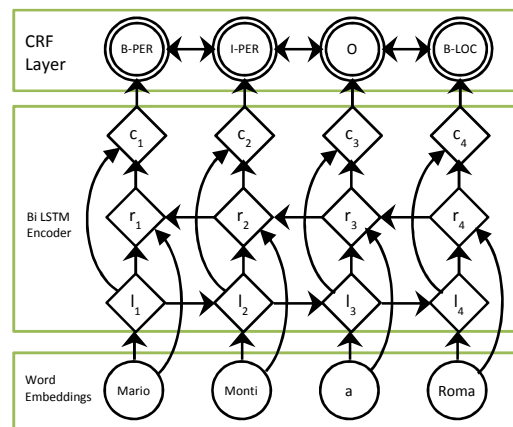 CRF
Layer
B-PER I-PER O B-LOC
c1 c2 c3 c4
Bi LSTM
Encoder
r1 r2 r3 r4
l1 l2 l3 l4
Word
Embeddings
Mario Monti a Roma